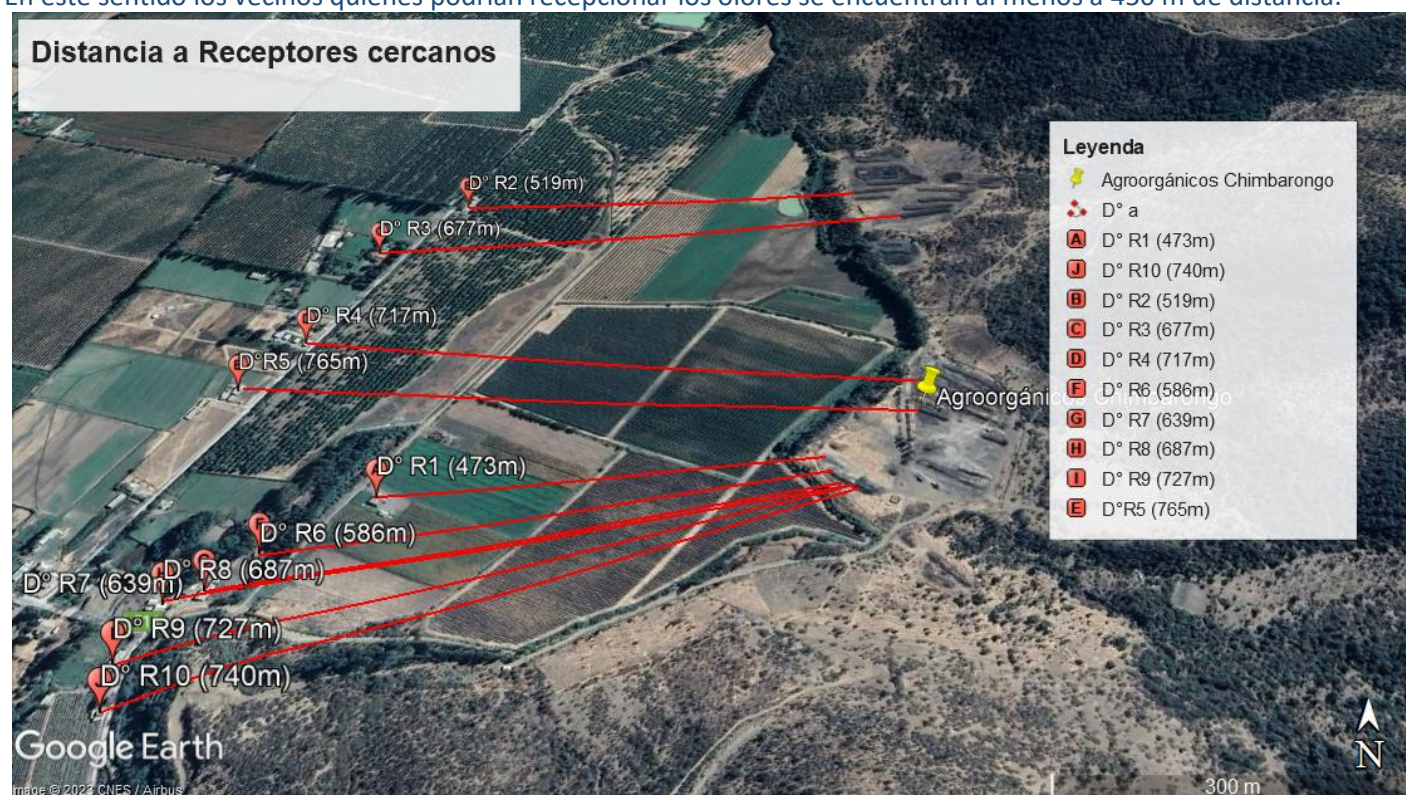 En este sentido los vecinos quienes podrían recepcionar los olores se encuentran al menos a 450 m de distancia.
Distancia a Receptores cercanos
Leyenda
Agroorgánicos Chimbarongo
D° a
A D° R1 (473m)
J D° R10 (740m)
B D° R2 (519m)
C D° R3 (677m)
D D° R4 (717m)
F D° R6 (586m)
G D° R7 (639m)
H D° R8 (687m)
I D° R9 (727m)
E D°R5 (765m)
D° R2 (519m)
D° R3 (677m)
D° R4 (717m)
D°R5 (765m)
Agroorgánicos Chimbarongo
D° R1 (473m)
D° R6 (586m)
D° R8 (687m)
D° R7 (639m)
D° R9 (727m)
D° R10 (740m)
Google Earth
Image © 2023 CNES / Airbus
300 m
N